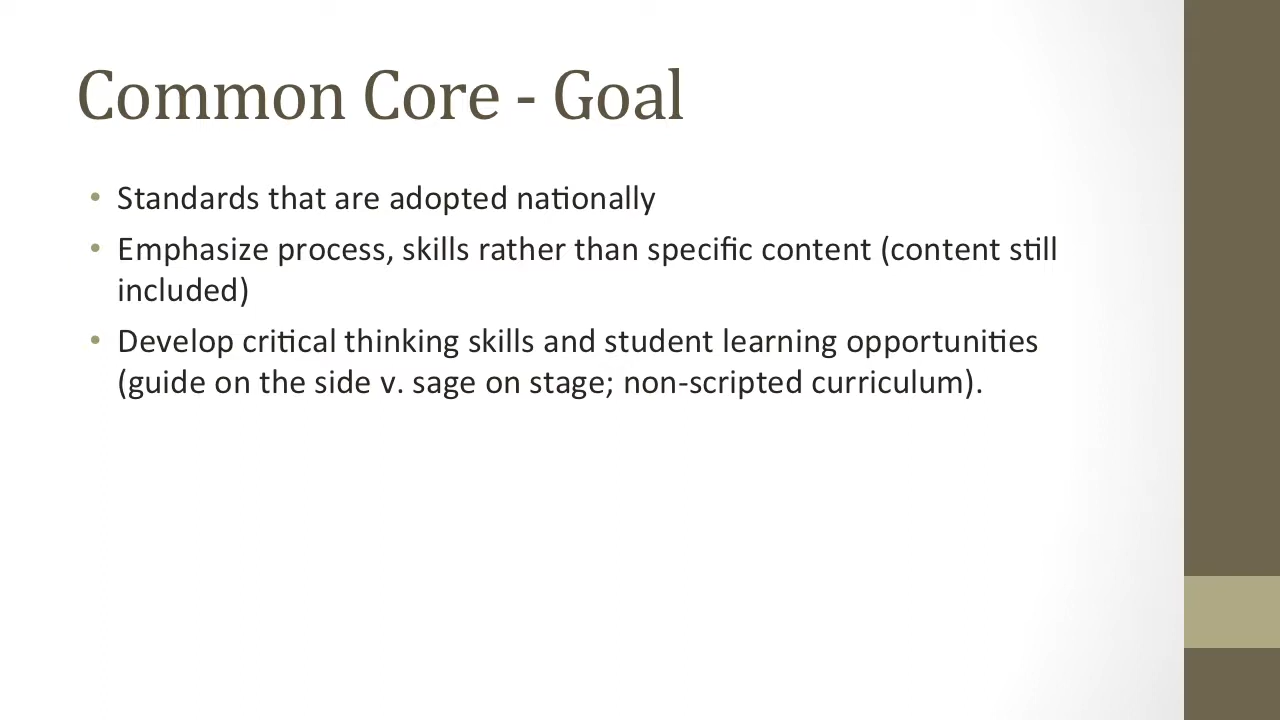 Common Core - Goal
• Standards that are adopted nationally
• Emphasize process, skills rather than specific content (content still
included)
• Develop critical thinking skills and student learning opportunities
(guide on the side v. sage on stage; non-scripted curriculum).